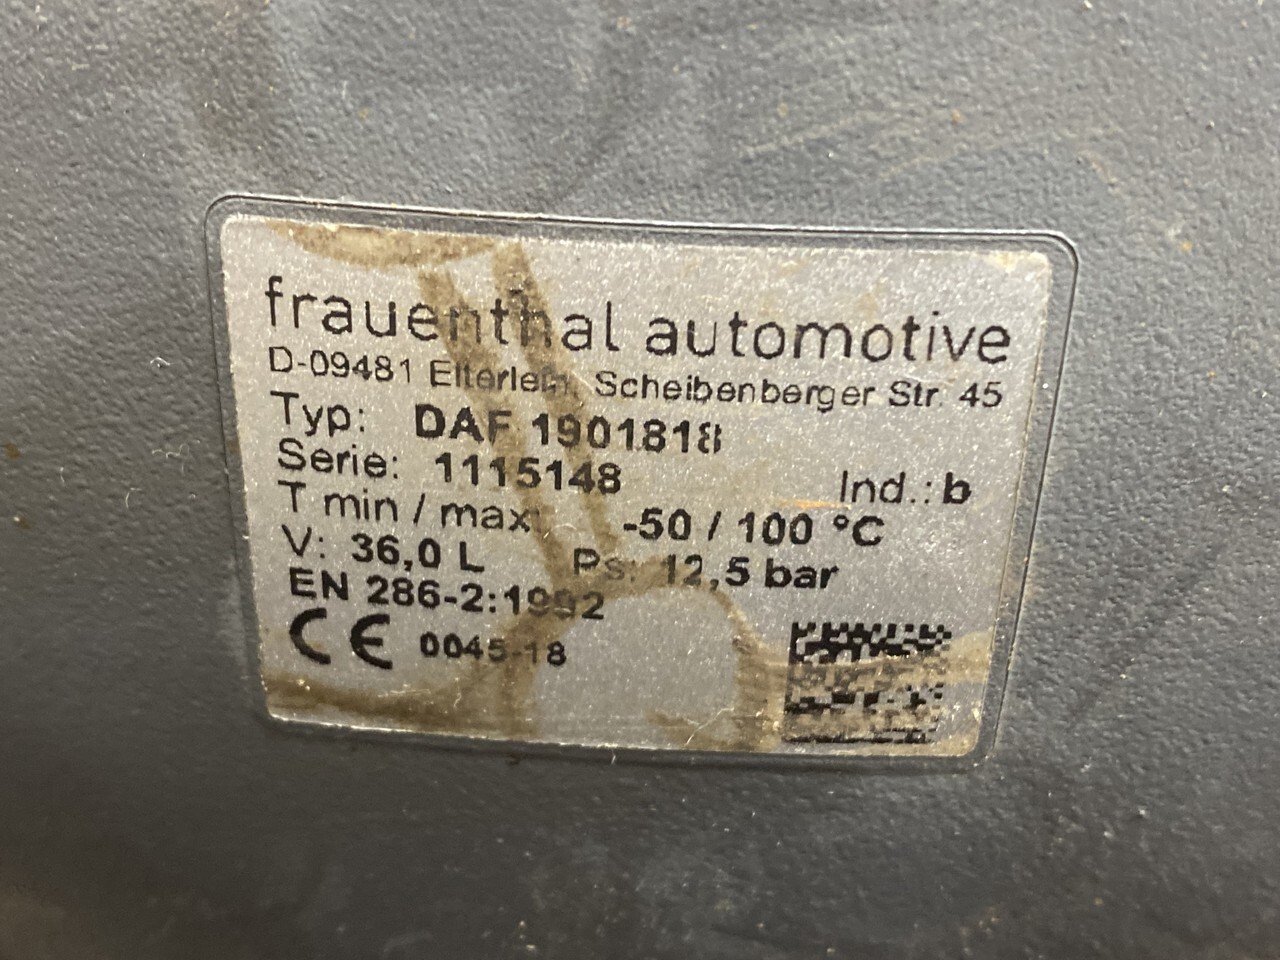 frauenthal automotive
D-09481 Elterlein, Scheibenberger Str. 45
Typ: DAF 1901818
Serie: 1115148 Ind.: b
T min / max: -50 / 100 °C
V: 36,0 L Ps: 12,5 bar
EN 286-2:1992
CE 0045-18